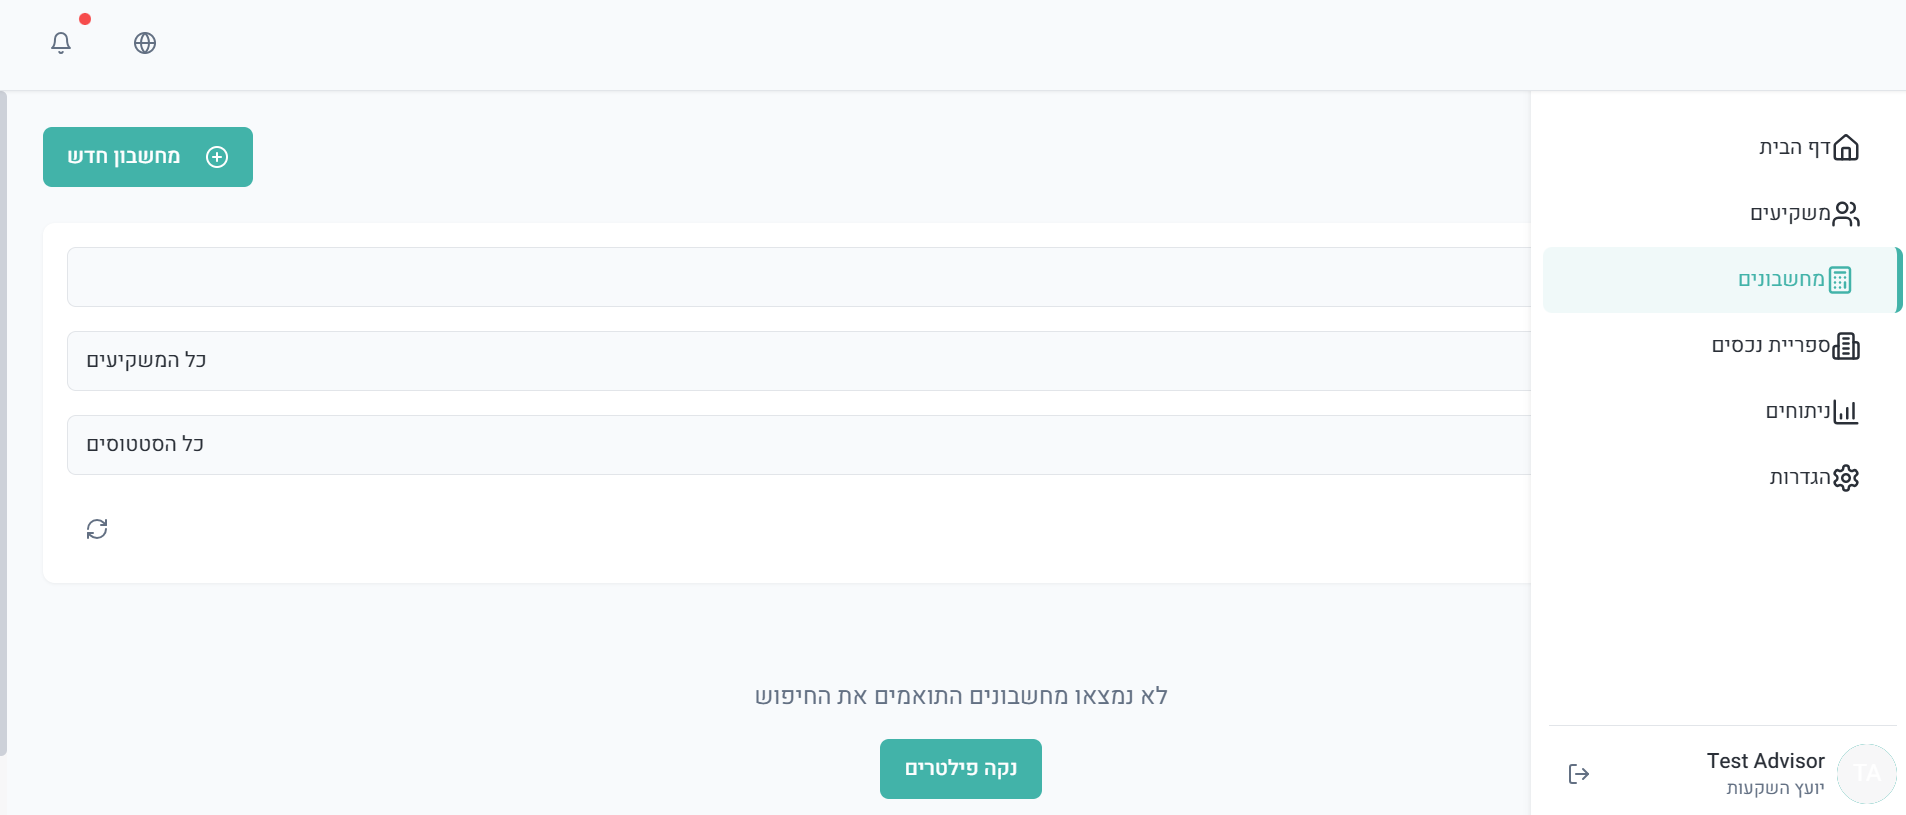 דף הבית
משקיעים
מחשבונים
ספריית נכסים
ניתוחים
הגדרות
TA
Test Advisor
יועץ השקעות
מחשבון חדש
כל המשקיעים
כל הסטטוסים
לא נמצאו מחשבונים התואמים את החיפוש
נקה פילטרים